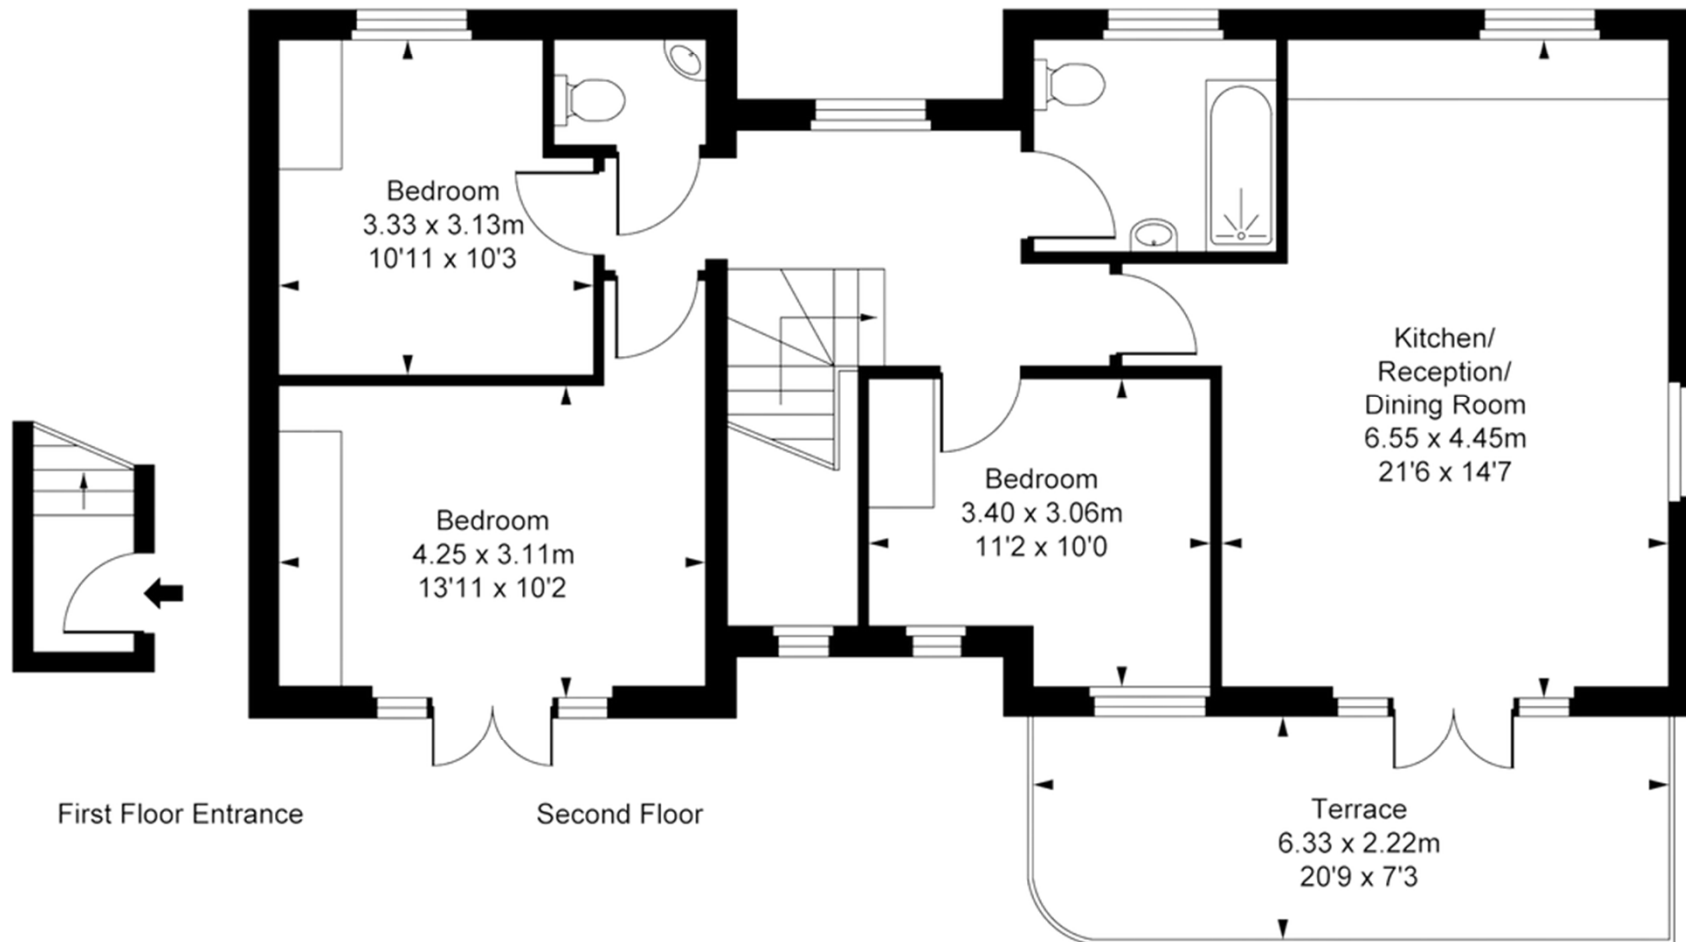 Bedroom
3.33 x 3.13m
10'11 x 10'3
Kitchen/
Reception/
Dining Room
6.55 x 4.45m
21'6 x 14'7
Bedroom
4.25 x 3.11m
13'11 x 10'2
Bedroom
3.40 x 3.06m
11'2 x 10'0
First Floor Entrance
Second Floor
Terrace
6.33 x 2.22m
20'9 x 7'3